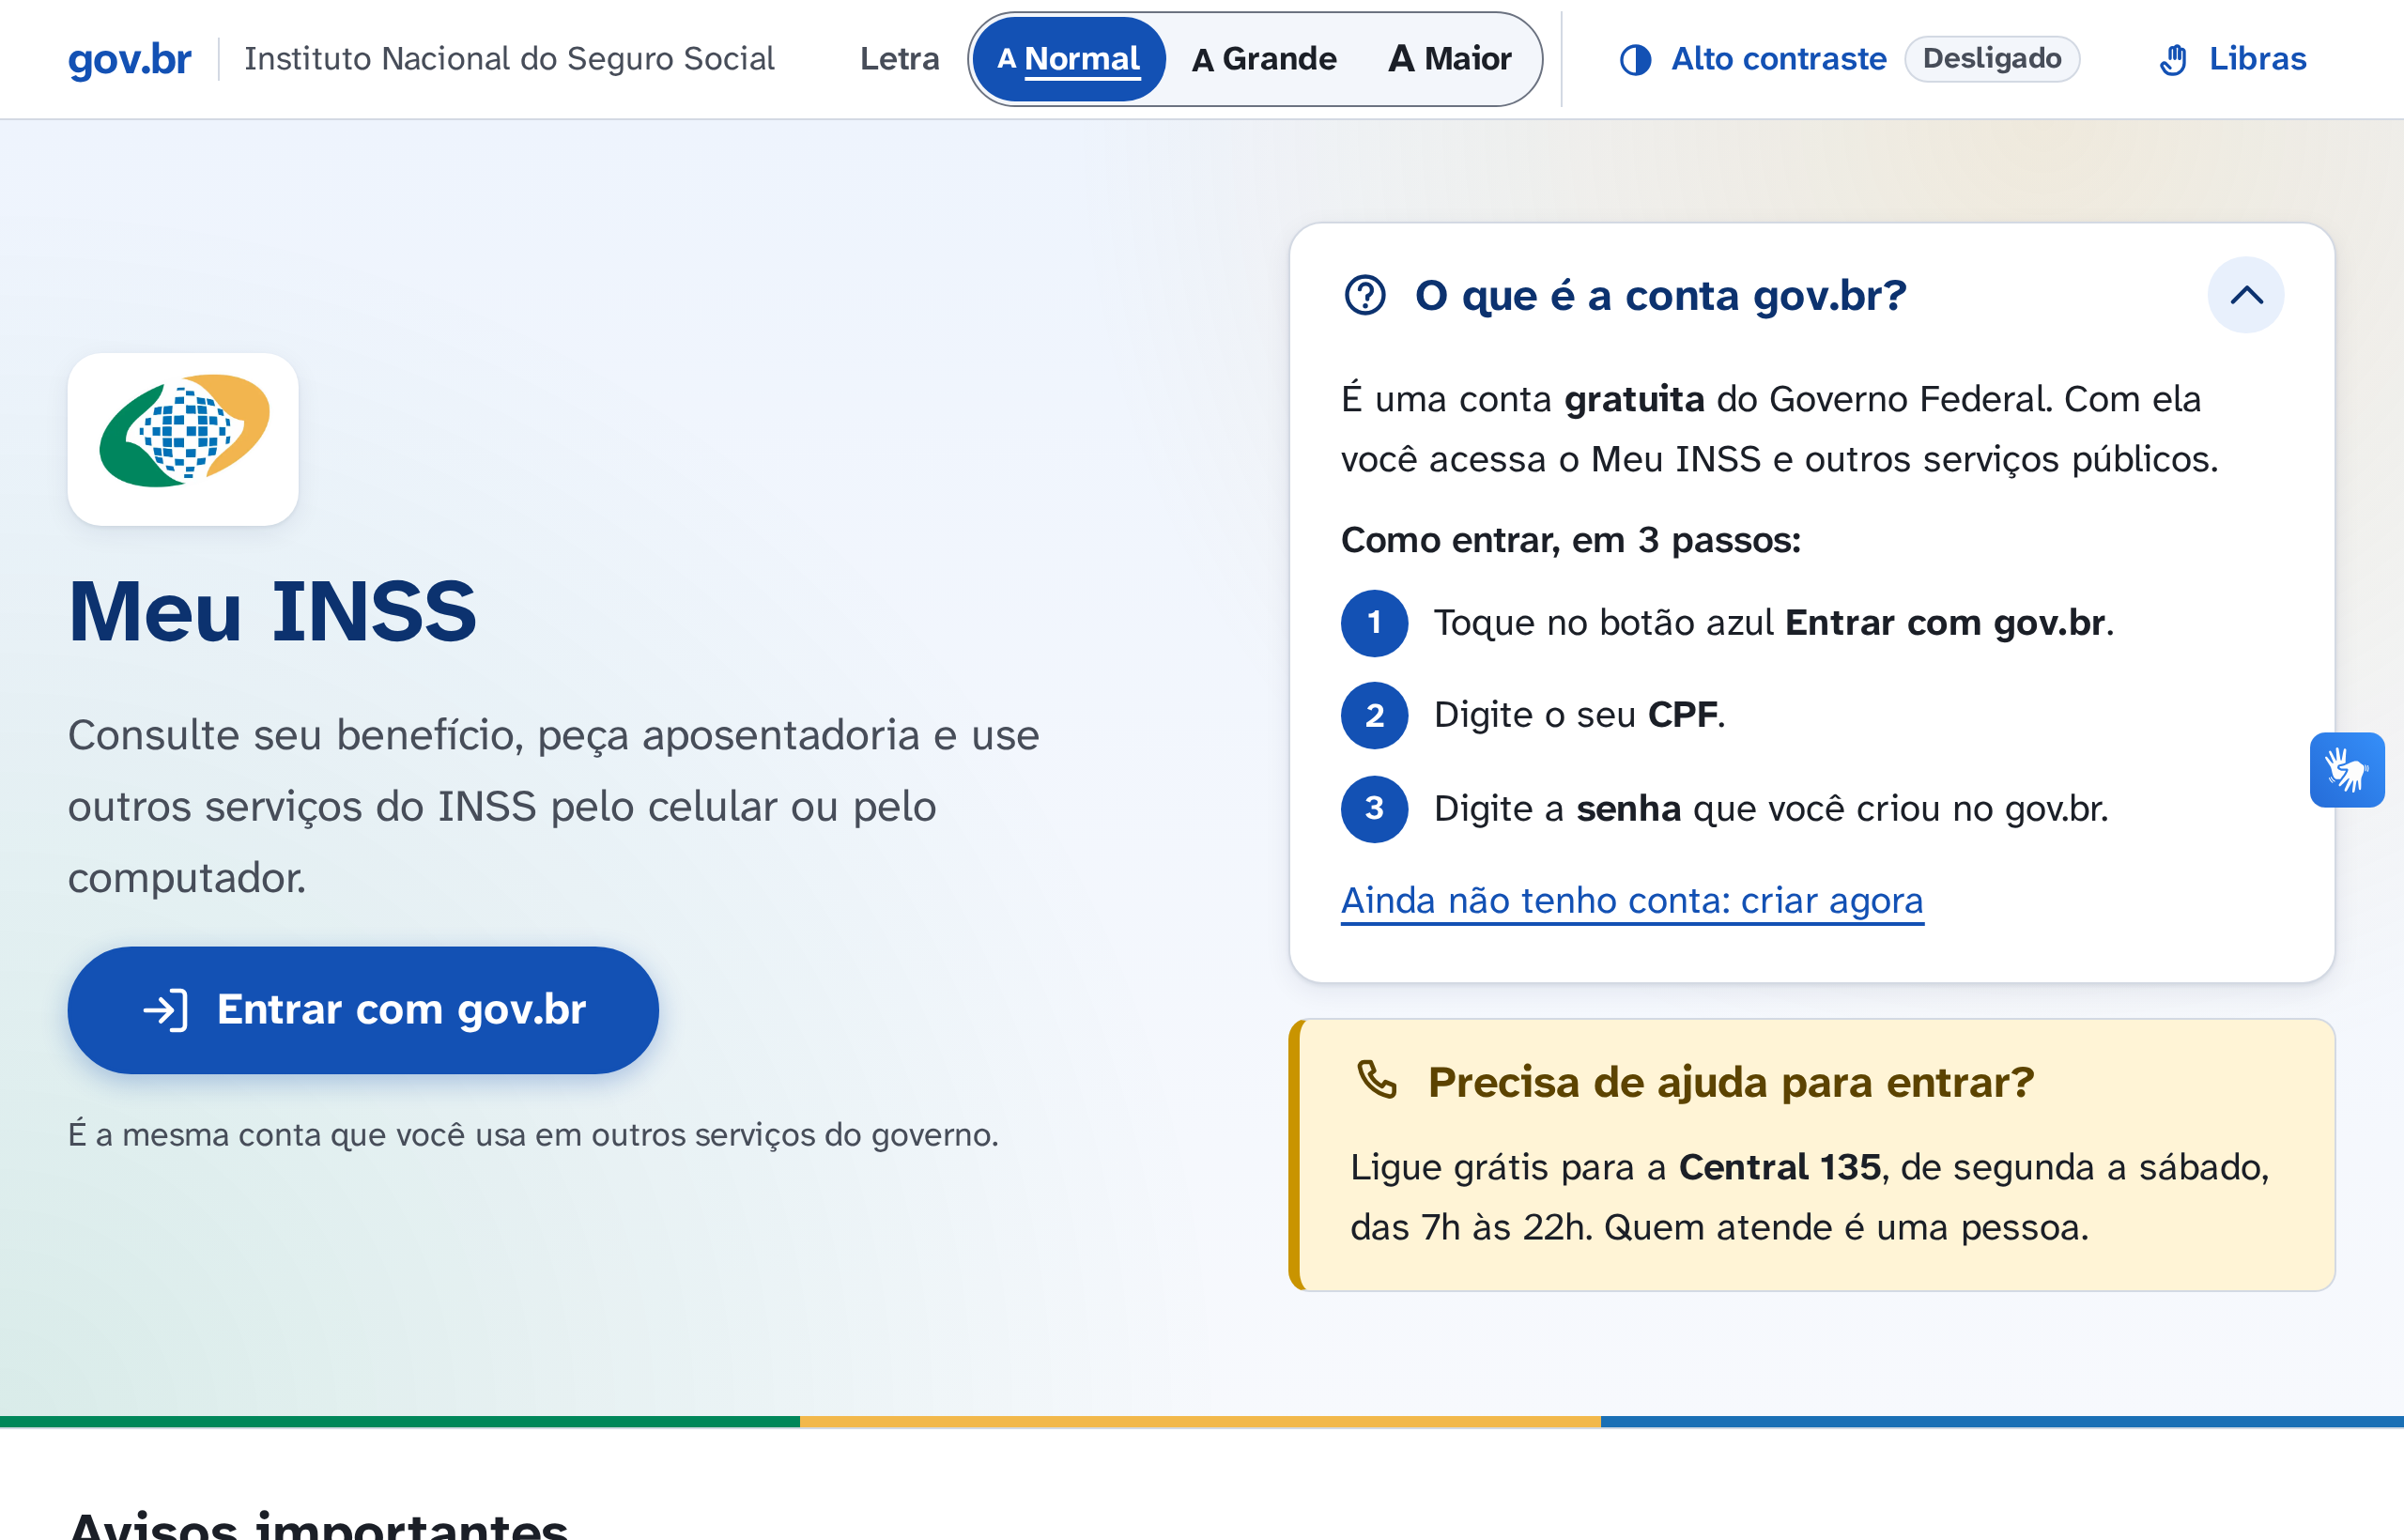 gov.br
Instituto Nacional do Seguro Social
Letra
A Normal
A Grande
A Maior
Alto contraste
Desligado
Libras
Meu INSS
Consulte seu benefício, peça aposentadoria e use
outros serviços do INSS pelo celular ou pelo
computador.
Entrar com gov.br
É a mesma conta que você usa em outros serviços do governo.
O que é a conta gov.br?
É uma conta gratuita do Governo Federal. Com ela
você acessa o Meu INSS e outros serviços públicos.
Como entrar, em 3 passos:
1 Toque no botão azul Entrar com gov.br.
2 Digite o seu CPF.
3 Digite a senha que você criou no gov.br.
Ainda não tenho conta: criar agora
Precisa de ajuda para entrar?
Ligue grátis para a Central 135, de segunda a sábado,
das 7h às 22h. Quem atende é uma pessoa.
Avisos importantes